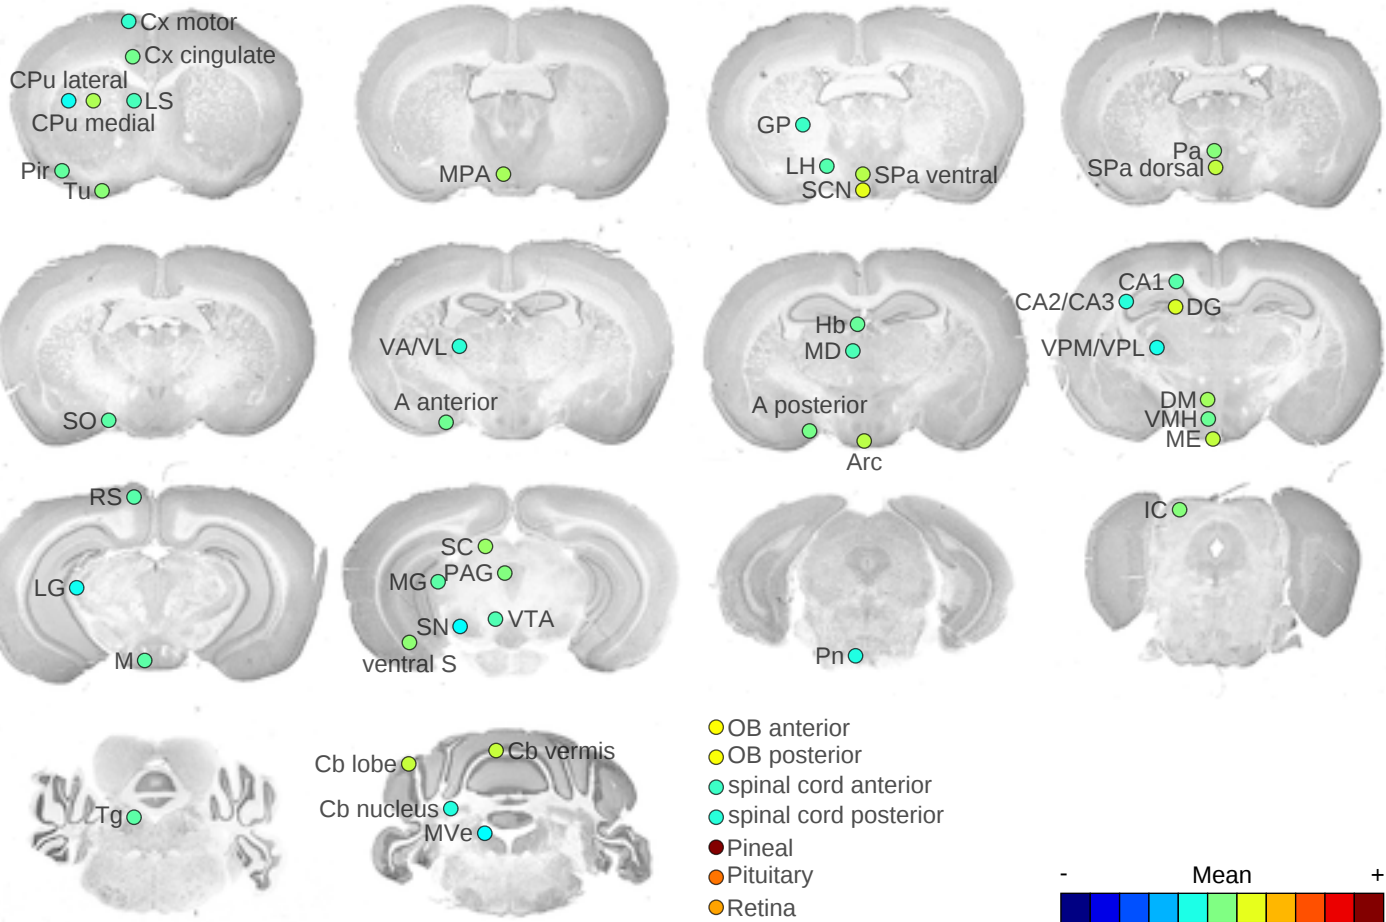 Cx motor
Cx cingulate
CPu lateral
LS
CPu medial
Pir
Tu
MPA
GP
LH
SPa ventral
SCN
Pa
SPa dorsal
SO
VA/VL
A anterior
Hb
MD
A posterior
Arc
CA1
CA2/CA3
DG
VPM/VPL
DM
VMH
ME
RS
LG
M
SC
MG
PAG
SN
VTA
ventral S
Pn
IC
Tg
Cb lobe
Cb vermis
Cb nucleus
MVe
OB anterior
OB posterior
spinal cord anterior
spinal cord posterior
Pineal
Pituitary
Retina
- Mean +